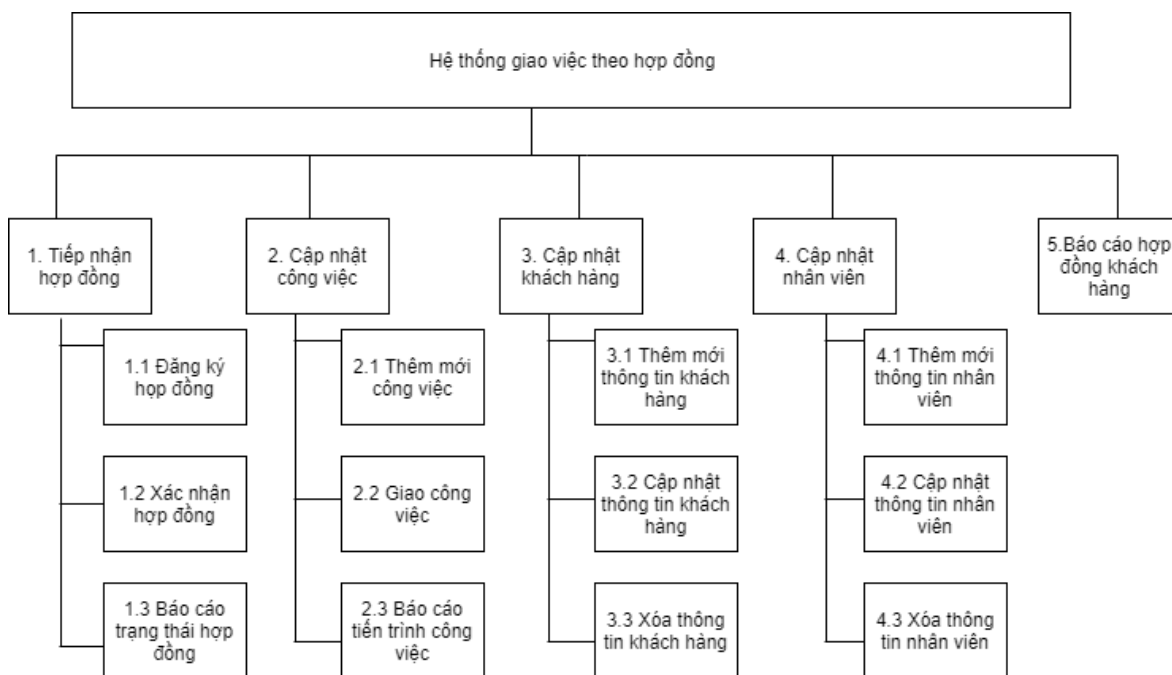 Hệ thống giao việc theo hợp đồng
1. Tiếp nhận
hợp đồng
2. Cập nhật
công việc
3. Cập nhật
khách hàng
4. Cập nhật
nhân viên
5.Báo cáo hợp
đồng khách
hàng
1.1 Đăng ký
họp đồng
2.1 Thêm mới
công việc
3.1 Thêm mới
thông tin khách
hàng
4.1 Thêm mới
thông tin nhân
viên
1.2 Xác nhận
hợp đồng
2.2 Giao công
việc
3.2 Cập nhật
thông tin khách
hàng
4.2 Cập nhật
thông tin nhân
viên
1.3 Báo cáo
trạng thái hợp
đồng
2.3 Báo cáo
tiến trình công
việc
3.3 Xóa thông
tin khách hàng
4.3 Xóa thông
tin nhân viên